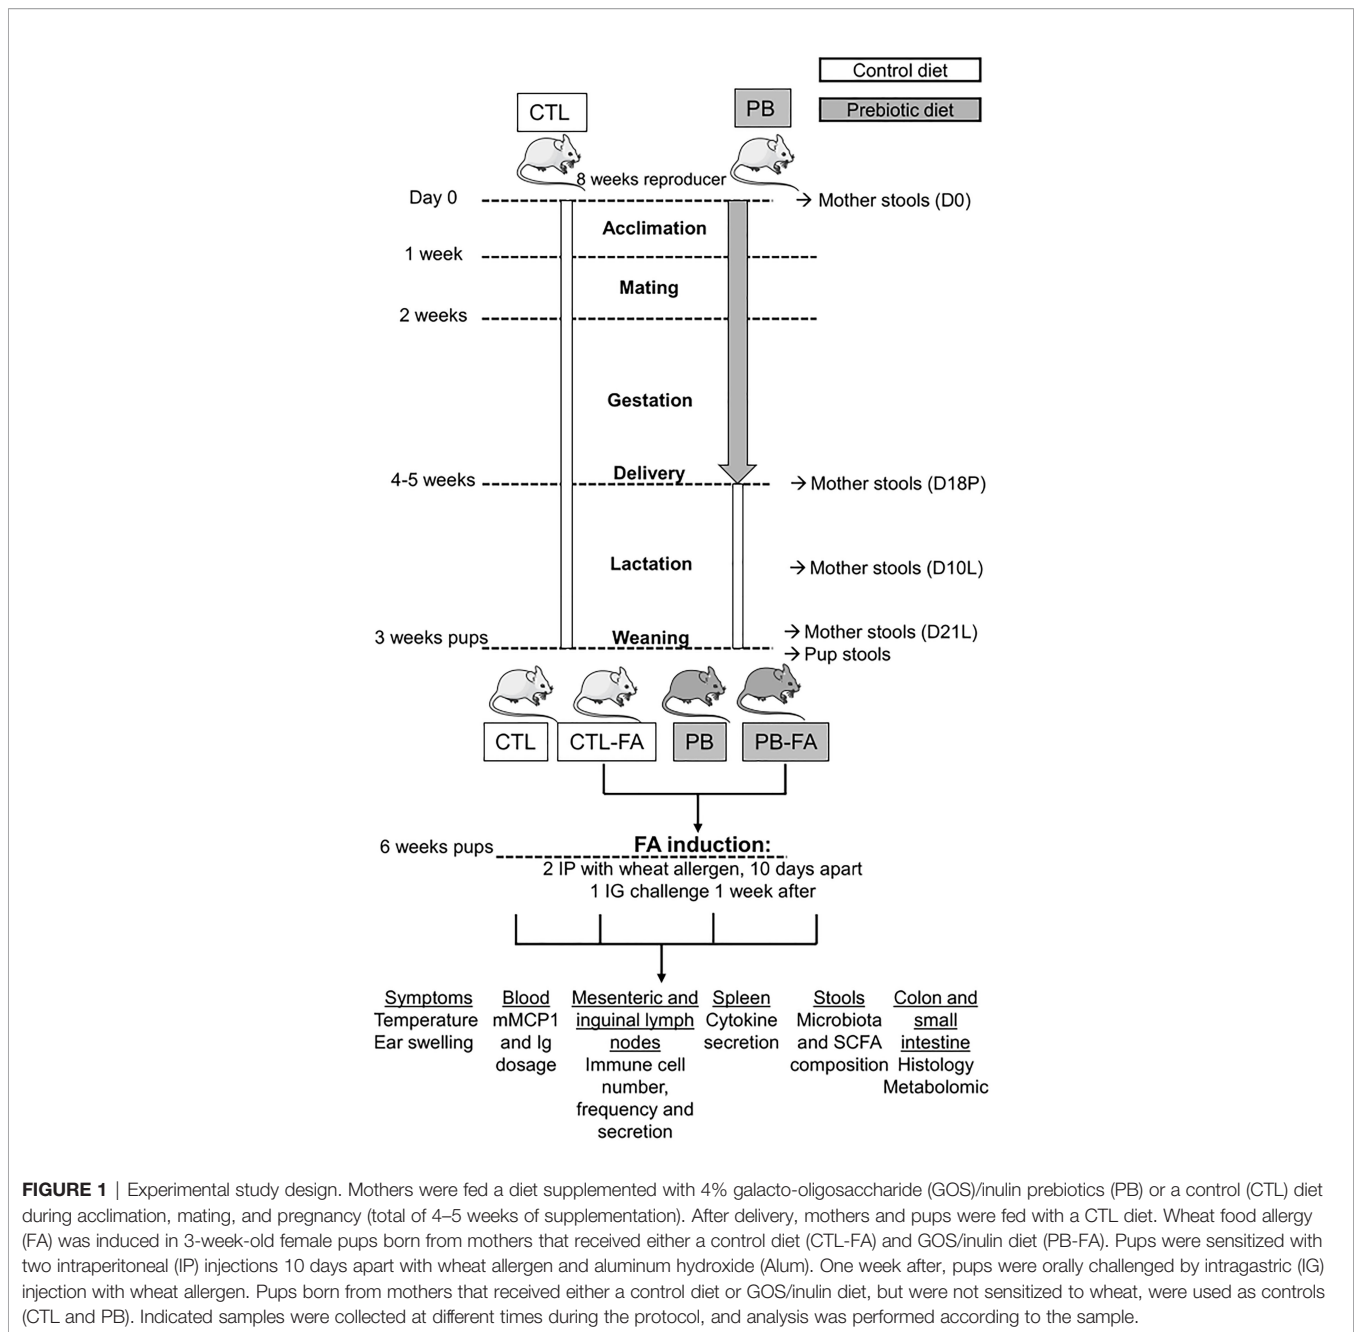 Control diet
CTL
PB
Prebiotic diet
8 weeks reproducer
Day 0
→ Mother stools (D0)
Acclimation
1 week
Mating
2 weeks
Gestation
Delivery
4-5 weeks
→ Mother stools (D18P)
Lactation
→ Mother stools (D10L)
3 weeks pups
Weaning
→ Mother stools (D21L)
→ Pup stools
CTL
CTL-FA
PB
PB-FA
6 weeks pups
FA induction:
2 IP with wheat allergen, 10 days apart
1 IG challenge 1 week after
Symptoms
Temperature
Ear swelling
Blood
mMCP1
and Ig
dosage
Mesenteric and
inguinal lymph
nodes
Immune cell
number,
frequency and
secretion
Spleen
Cytokine
secretion
Stools
Microbiota
and SCFA
composition
Colon and
small
intestine
Histology
Metabolomic
FIGURE 1 | Experimental study design. Mothers were fed a diet supplemented with 4% galacto-oligosaccharide (GOS)/inulin prebiotics (PB) or a control (CTL) diet
during acclimation, mating, and pregnancy (total of 4–5 weeks of supplementation). After delivery, mothers and pups were fed with a CTL diet. Wheat food allergy
(FA) was induced in 3-week-old female pups born from mothers that received either a control diet (CTL-FA) and GOS/inulin diet (PB-FA). Pups were sensitized with
two intraperitoneal (IP) injections 10 days apart with wheat allergen and aluminum hydroxide (Alum). One week after, pups were orally challenged by intragastric (IG)
injection with wheat allergen. Pups born from mothers that received either a control diet or GOS/inulin diet, but were not sensitized to wheat, were used as controls
(CTL and PB). Indicated samples were collected at different times during the protocol, and analysis was performed according to the sample.